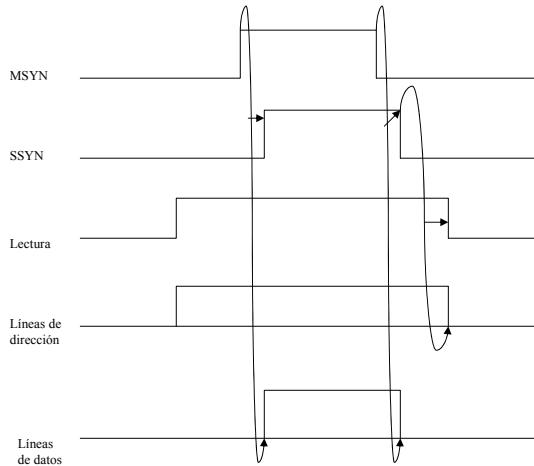 MSYN
SSYN
Lectura
Líneas de
dirección
Líneas
de datos